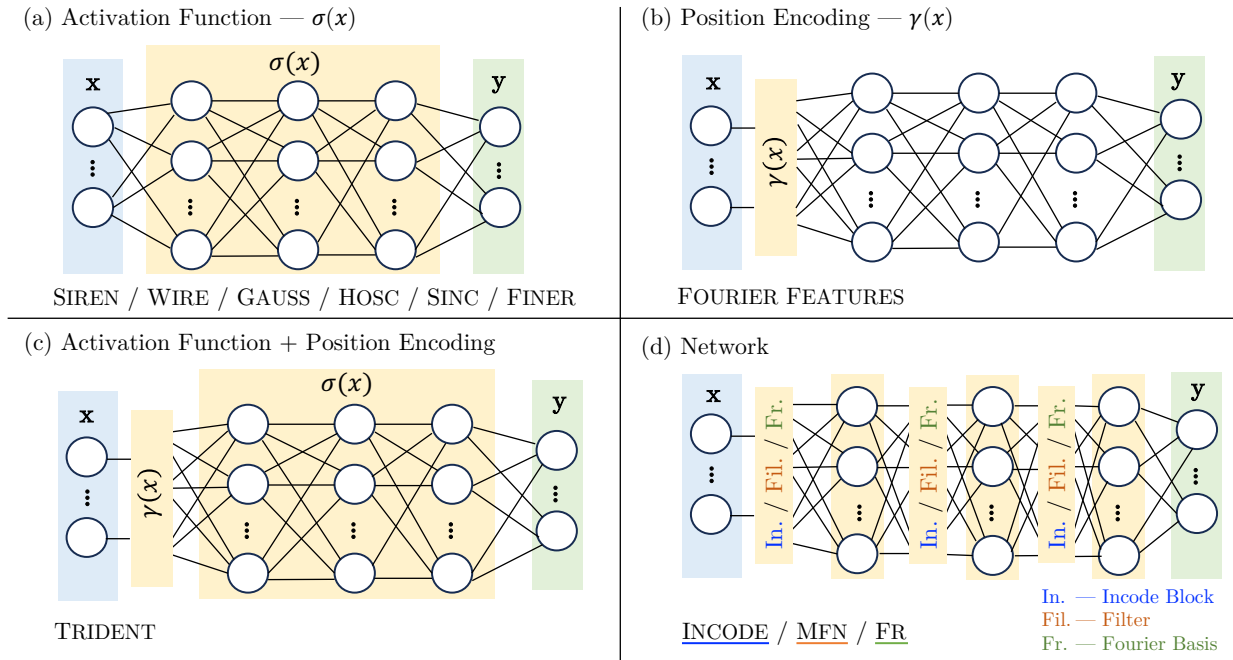 (a) Activation Function — σ(x)
x
σ(x)
y
SIREN / WIRE / GAUSS / HOSC / SINC / FINER
(b) Position Encoding — γ(x)
x
γ(x)
y
FOURIER FEATURES
(c) Activation Function + Position Encoding
x
γ(x)
σ(x)
y
TRIDENT
(d) Network
x
In. / Fil. / Fr.
In. / Fil. / Fr.
In. / Fil. / Fr.
y
INCODE / MFN / FR
In. — Incode Block
Fil. — Filter
Fr. — Fourier Basis